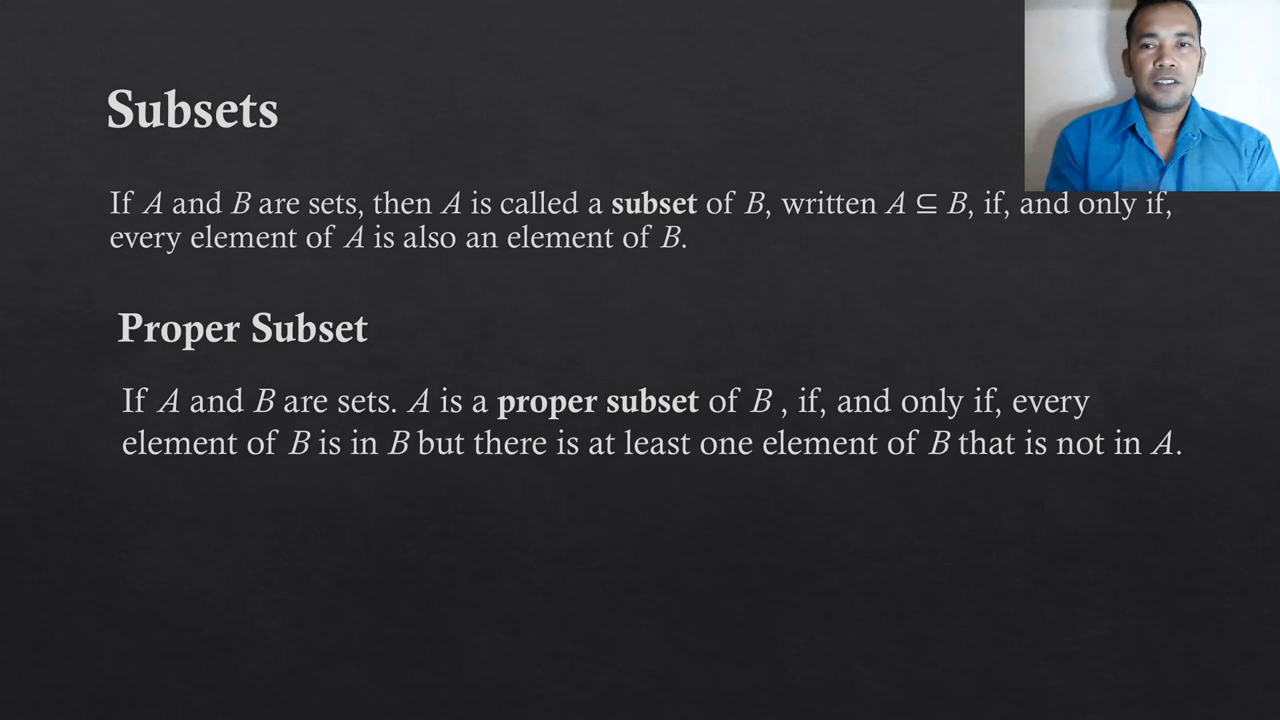 Subsets
If A and B are sets, then A is called a subset of B, written A ⊆ B, if, and only if,
every element of A is also an element of B.
Proper Subset
If A and B are sets. A is a proper subset of B , if, and only if, every
element of B is in B but there is at least one element of B that is not in A.